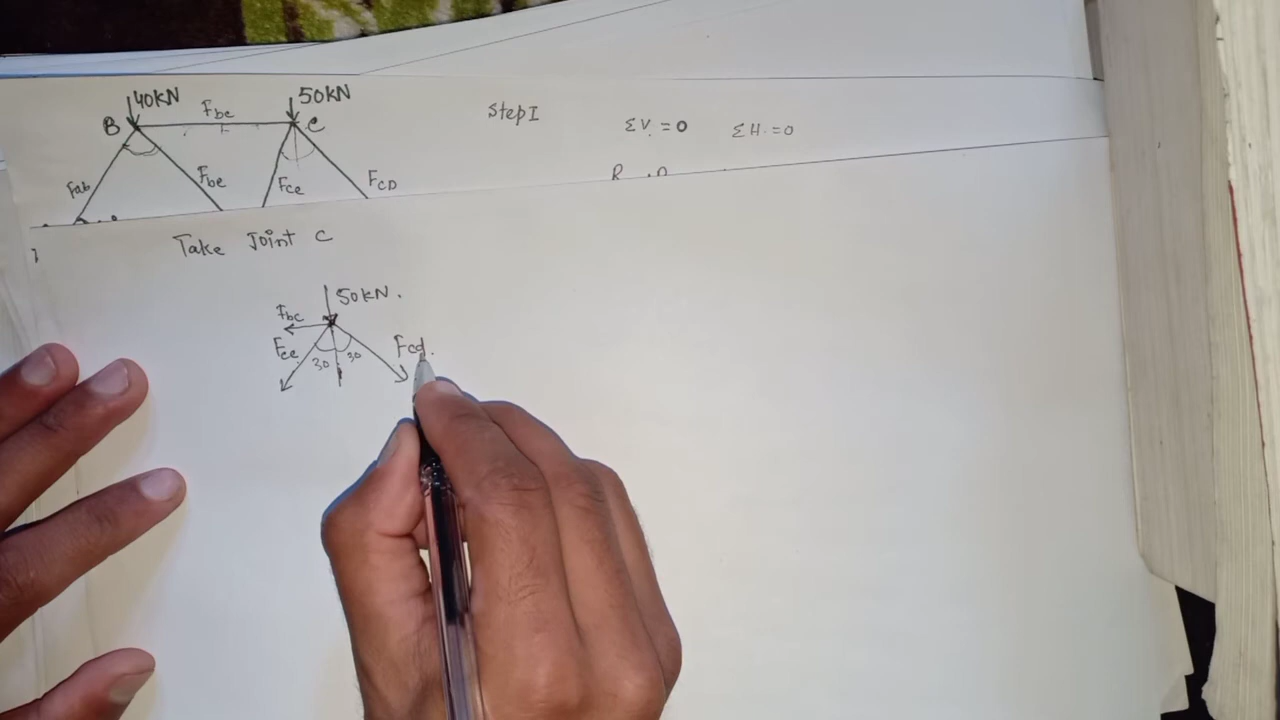 40KN
50KN
Fbc
B
C
Step I
ΣV.=0 ΣH.=0
Fab
Fbe
Fce
FCD
Take Joint C
50KN.
Fbc
Fce
Fcd.
30 30